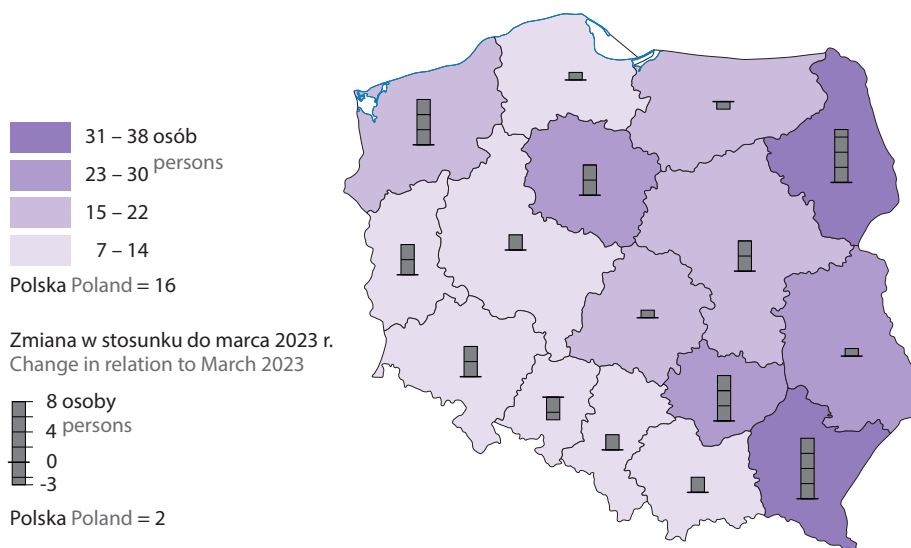 31 – 38 osób
persons
23 – 30
15 – 22
7 – 14
Polska Poland = 16
Zmiana w stosunku do marca 2023 r.
Change in relation to March 2023
8 osoby
persons
4
0
-3
Polska Poland = 2